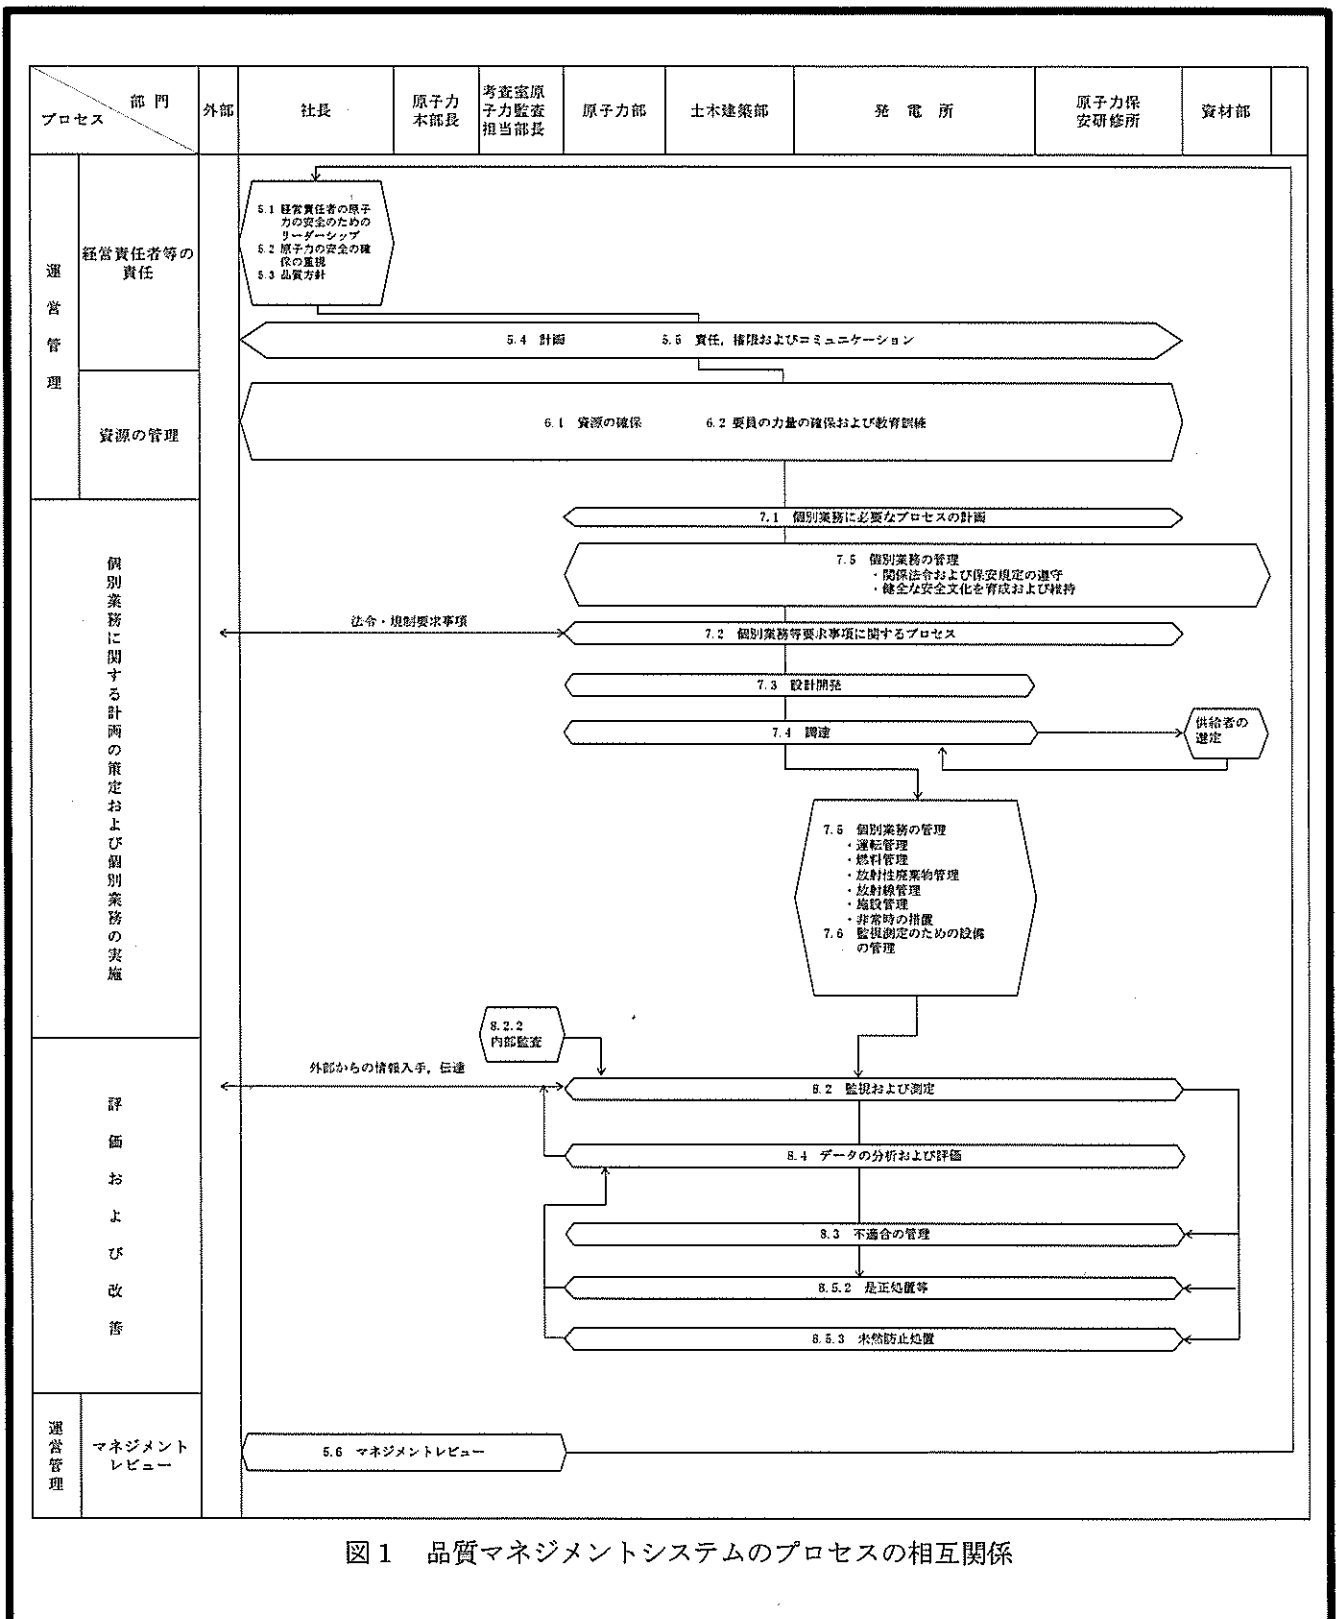 部 門
プロセス
外部
社長
原子力
本部長
考査室原
子力監査
担当部長
原子力部
土木建築部
発 電 所
原子力保
安研修所
資材部
運営管理
経営責任者等の
責任
5.1 経営責任者の原子
力の安全のための
リーダーシップ
5.2 原子力の安全の確
保の重視
5.3 品質方針
5.4 計画
5.5 責任，権限およびコミュニケーション
資源の管理
6.1 資源の確保
6.2 要員の力量の確保および教育訓練
個別業務に関する計画の策定および個別業務の実施
7.1 個別業務に必要なプロセスの計画
7.5 個別業務の管理
・関係法令および保安規定の遵守
・健全な安全文化を育成および維持
法令・規制要求事項
7.2 個別業務等要求事項に関するプロセス
7.3 設計開発
7.4 調達
供給者の
選定
7.5 個別業務の管理
・運転管理
・燃料管理
・放射性廃棄物管理
・放射線管理
・施設管理
・非常時の措置
7.6 監視測定のための設備
の管理
評価および改善
8.2.2
内部監査
外部からの情報入手，伝達
8.2 監視および測定
8.4 データの分析および評価
8.3 不適合の管理
8.5.2 是正処置等
8.5.3 未然防止処置
運営管理
マネジメント
レビュー
5.6 マネジメントレビュー
図1 品質マネジメントシステムのプロセスの相互関係